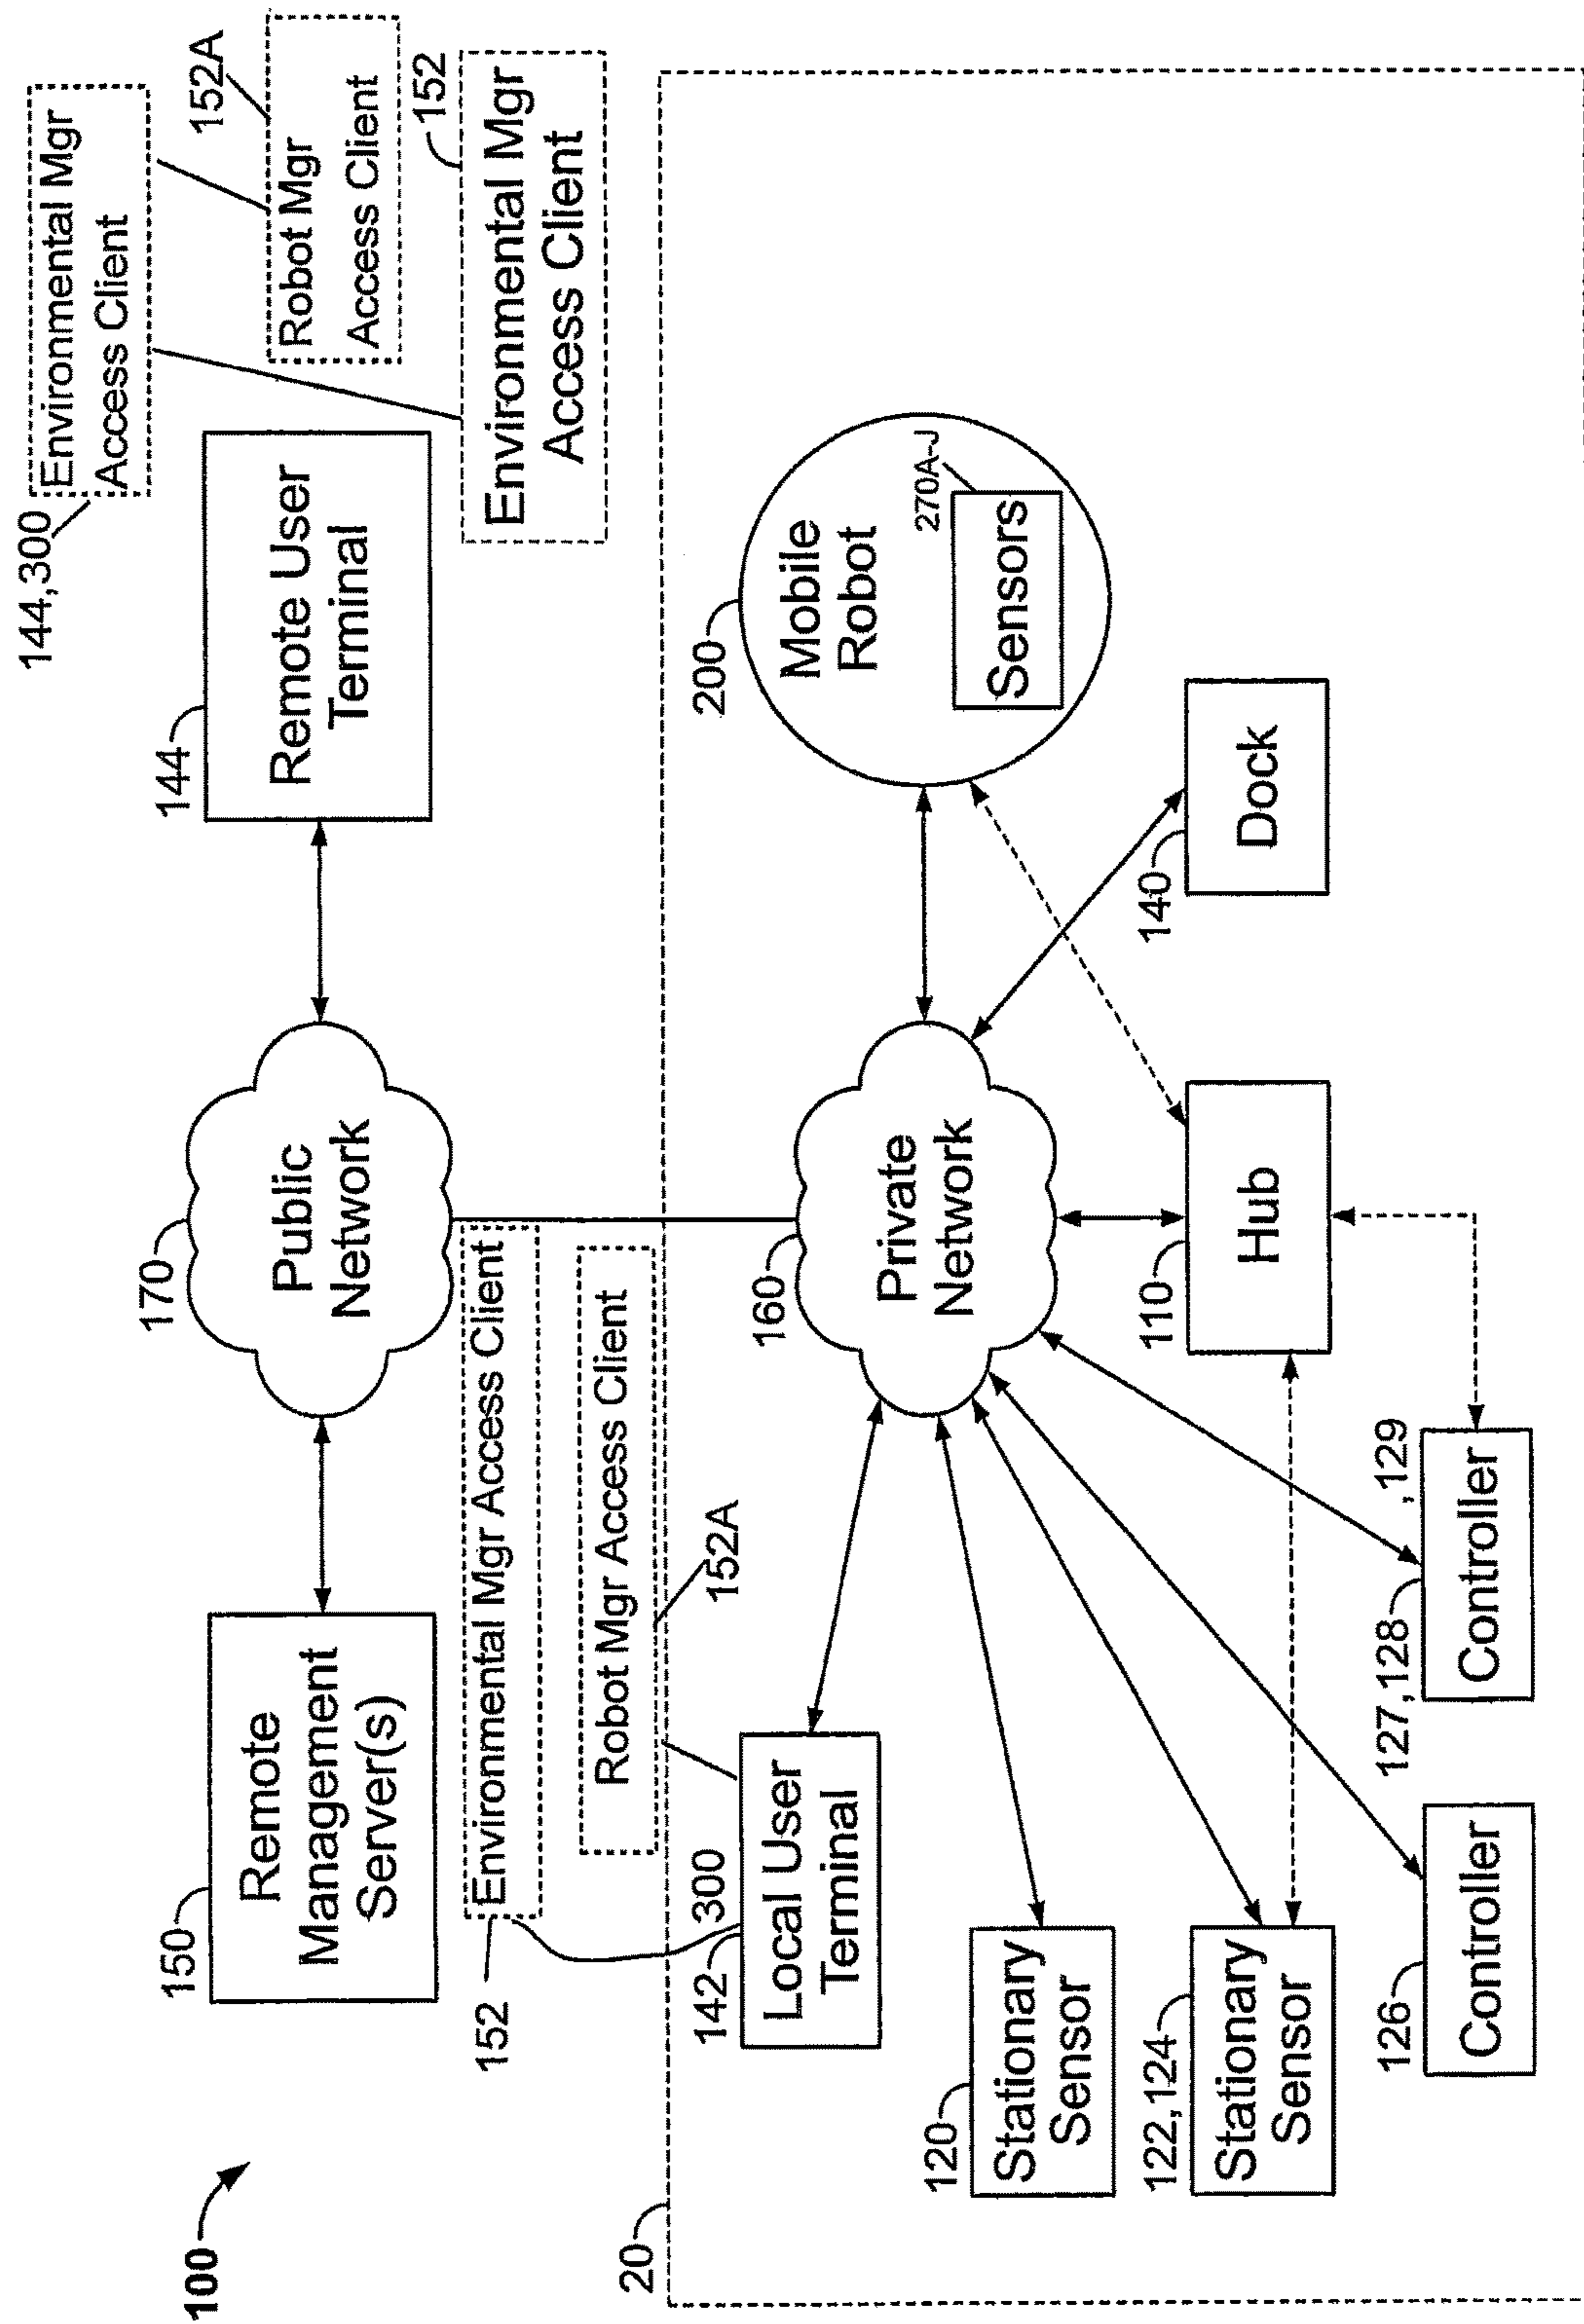 100
150
Remote
Management
Server(s)
170
Public
Network
144
Remote User
Terminal
144,300
Environmental Mgr
Access Client
152A
Robot Mgr
Access Client
152
Environmental Mgr
Access Client
152
Environmental Mgr Access Client
Robot Mgr Access Client
152A
20
142
300
Local User
Terminal
160
Private
Network
200
Mobile
Robot
270A-J
Sensors
120
Stationary
Sensor
122,124
Stationary
Sensor
110
Hub
140
Dock
126
Controller
127,128 ,129
Controller